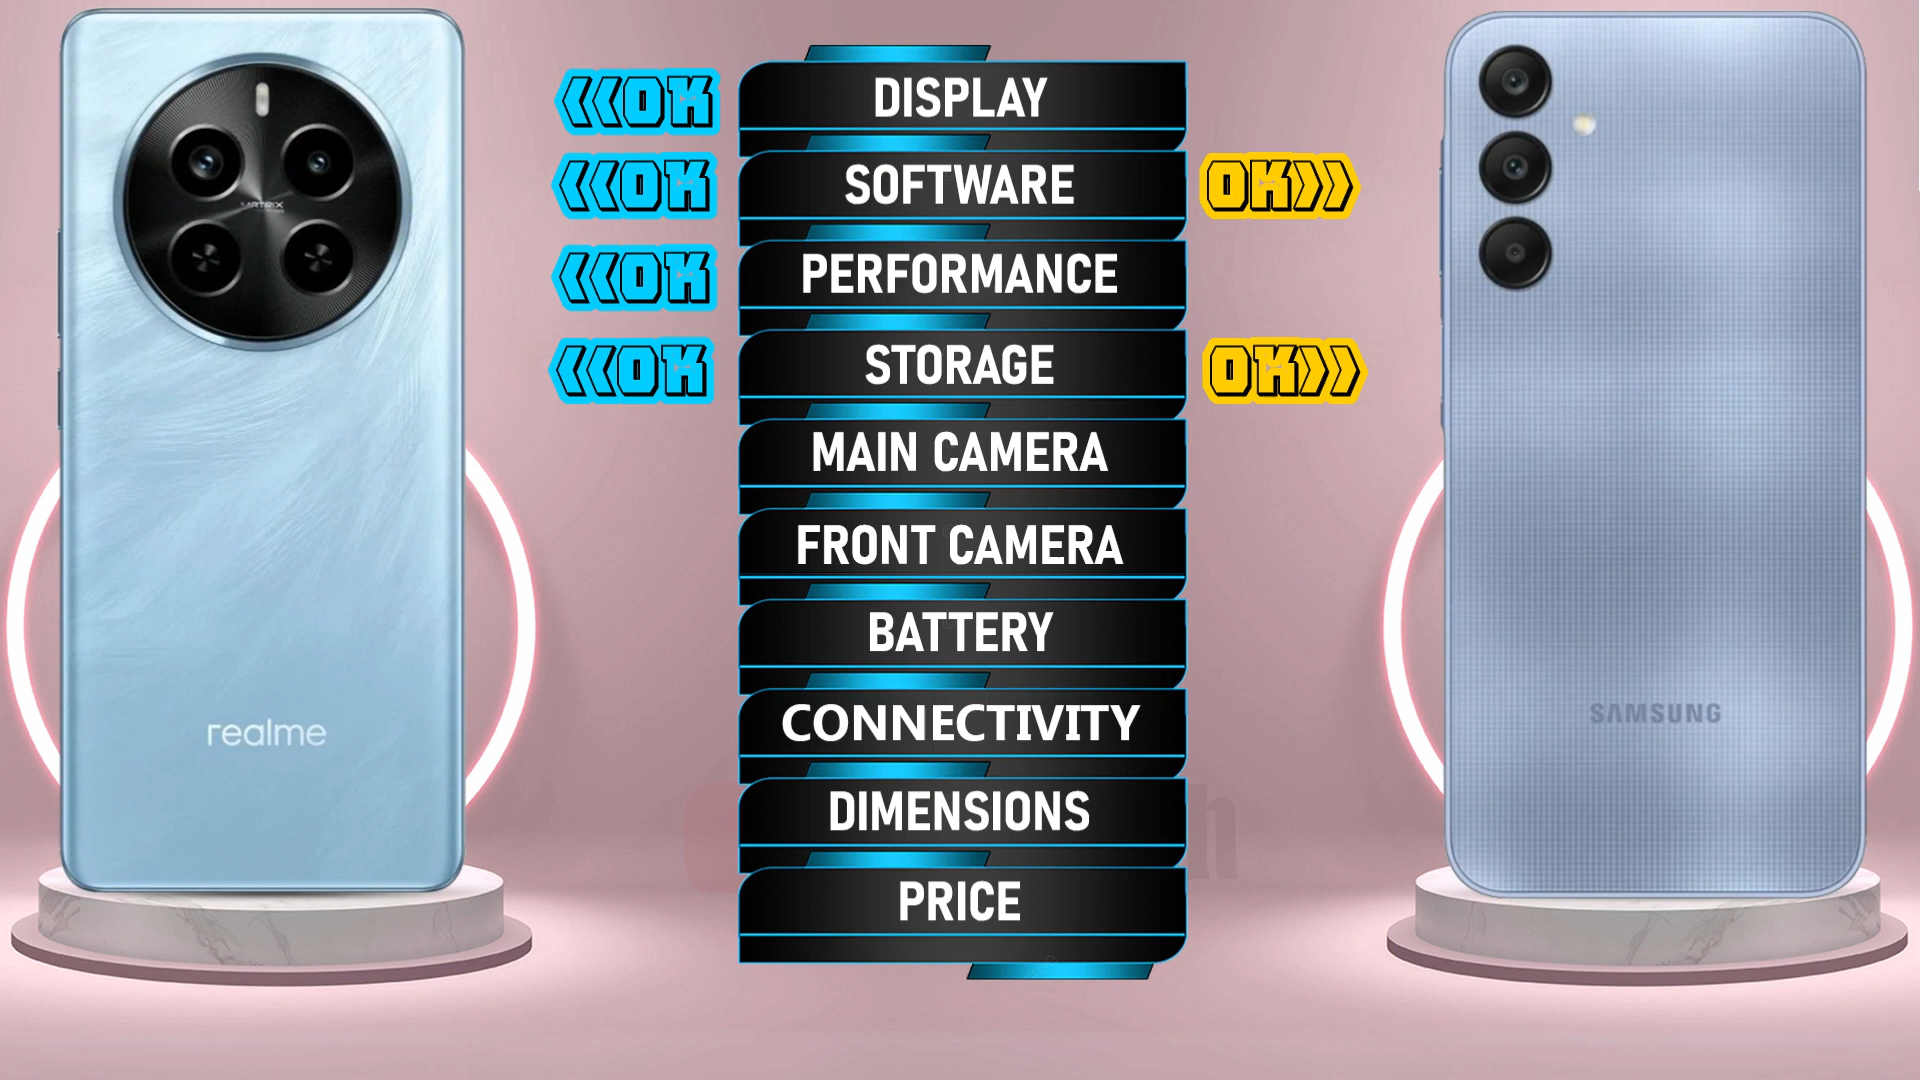 <<OK DISPLAY
<<OK SOFTWARE OK>>
<<OK PERFORMANCE
<<OK STORAGE OK>>
MAIN CAMERA
FRONT CAMERA
BATTERY
CONNECTIVITY
DIMENSIONS
PRICE
MATRIX
realme
SAMSUNG